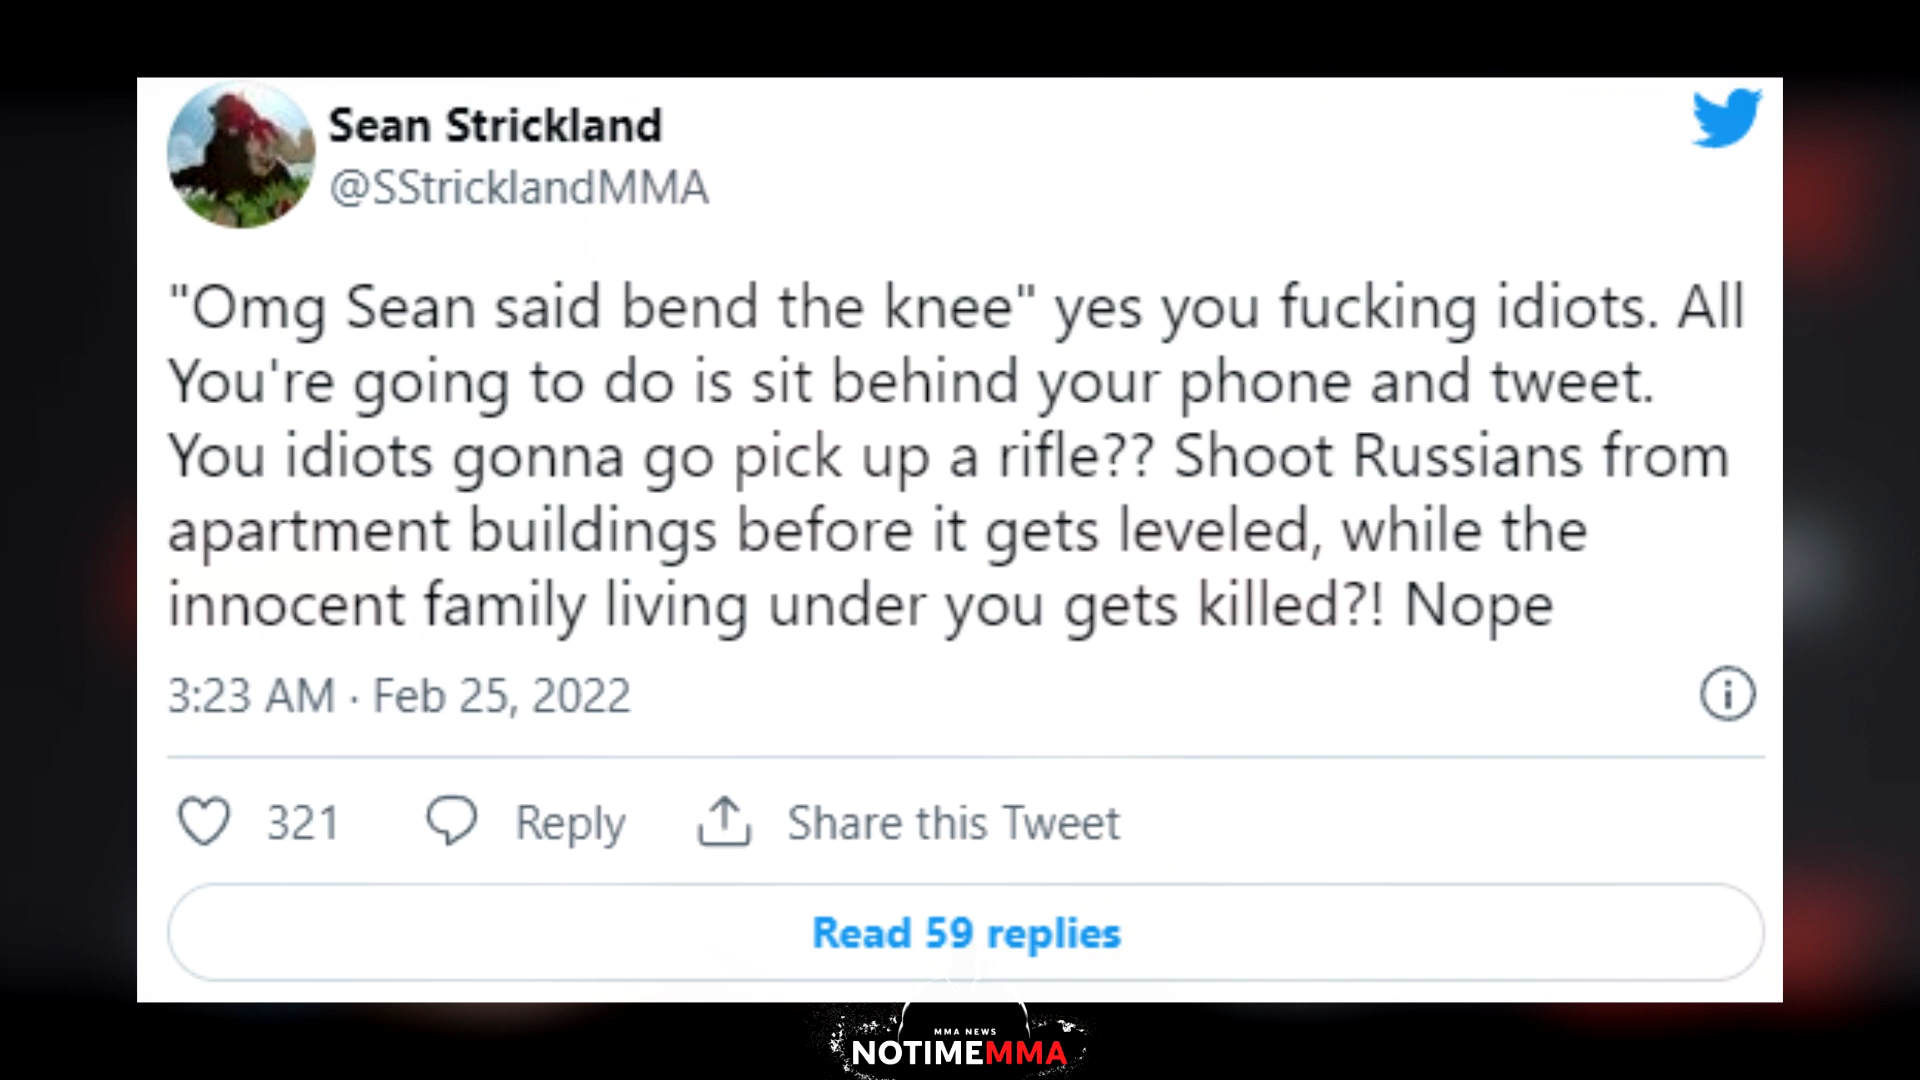 Sean Strickland
@SStricklandMMA
"Omg Sean said bend the knee" yes you fucking idiots. All
You're going to do is sit behind your phone and tweet.
You idiots gonna go pick up a rifle?? Shoot Russians from
apartment buildings before it gets leveled, while the
innocent family living under you gets killed?! Nope
3:23 AM · Feb 25, 2022
321 Reply Share this Tweet
Read 59 replies
MMA NEWS
NOTIMEMMA